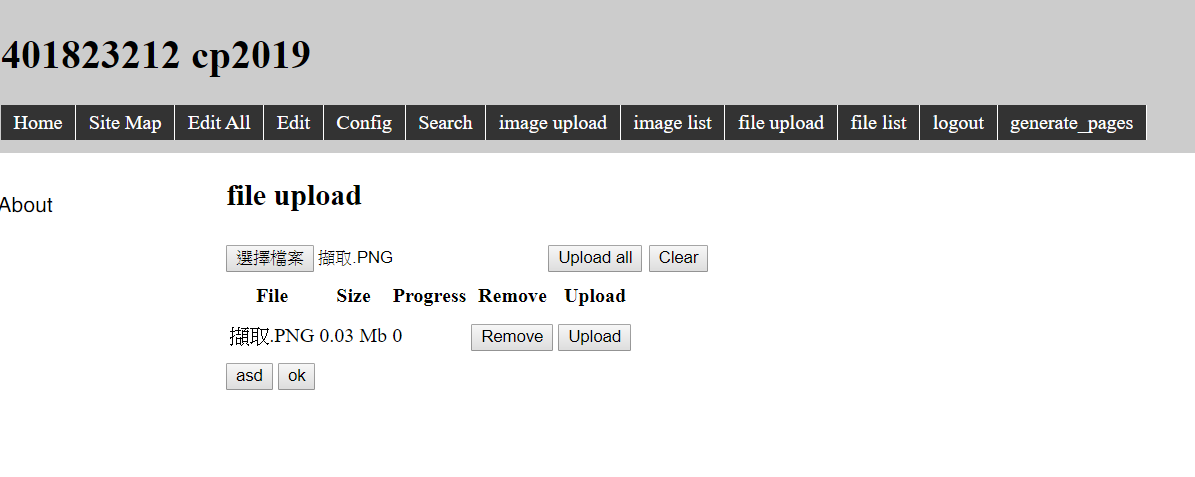 401823212 cp2019
Home Site Map Edit All Edit Config Search image upload image list file upload file list logout generate_pages
About
file upload
選擇檔案 擷取.PNG Upload all Clear
File Size Progress Remove Upload
擷取.PNG 0.03 Mb 0 Remove Upload
asd ok